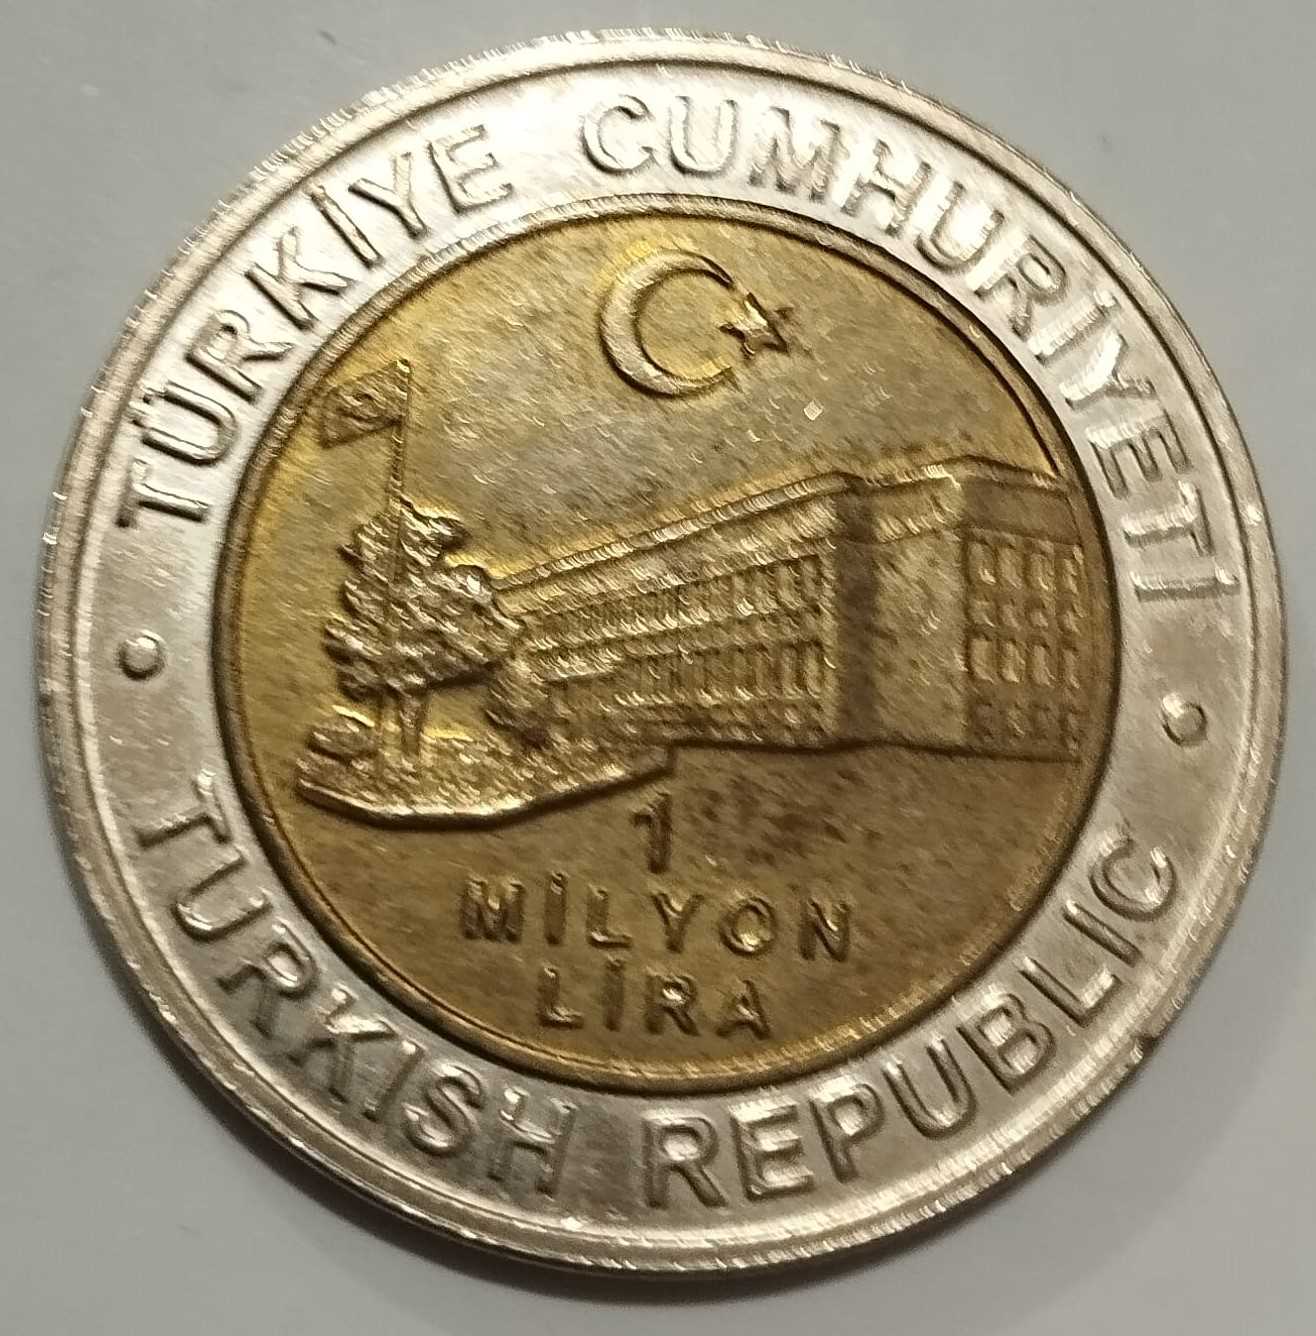 TÜRKİYE CUMHURİYETİ
1
MİLYON
LİRA
TURKISH REPUBLIC